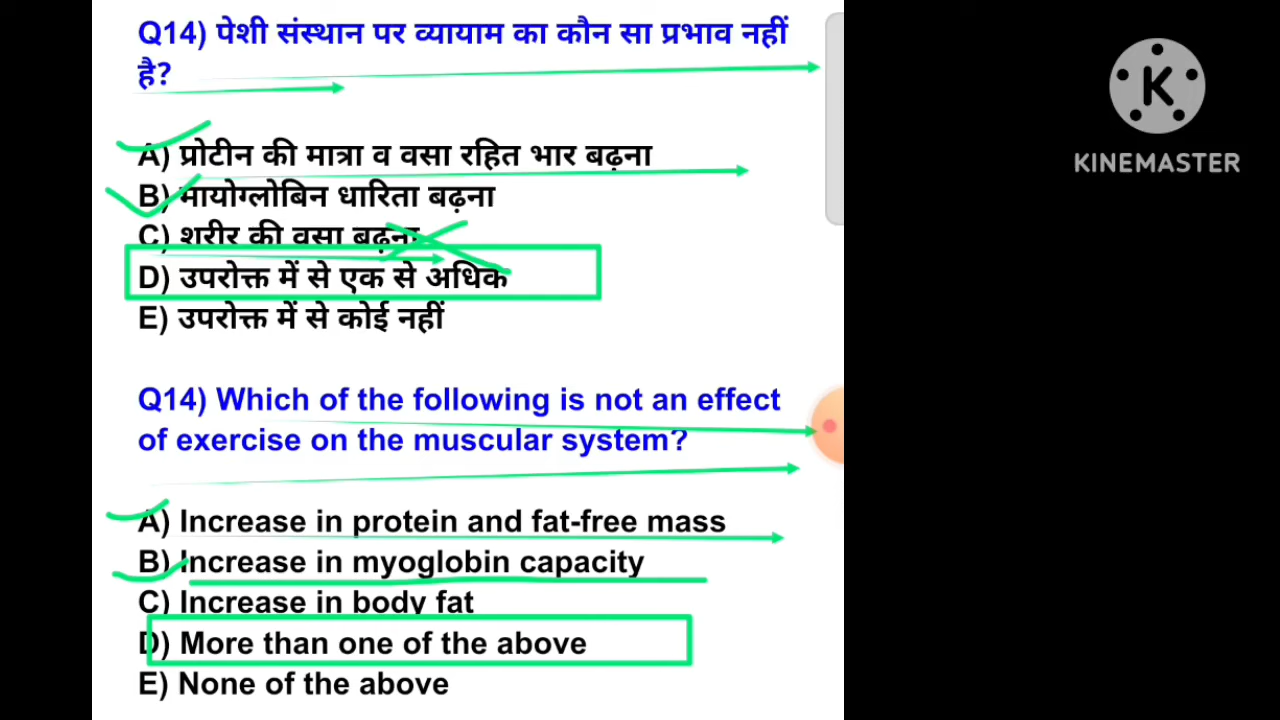 Q14) पेशी संस्थान पर व्यायाम का कौन सा प्रभाव नहीं
है?
A) प्रोटीन की मात्रा व वसा रहित भार बढ़ना
B) मायोग्लोबिन धारिता बढ़ना
C) शरीर की वसा बढ़ना
D) उपरोक्त में से एक से अधिक
E) उपरोक्त में से कोई नहीं
Q14) Which of the following is not an effect
of exercise on the muscular system?
A) Increase in protein and fat-free mass
B) Increase in myoglobin capacity
C) Increase in body fat
D) More than one of the above
E) None of the above
K
KINEMASTER